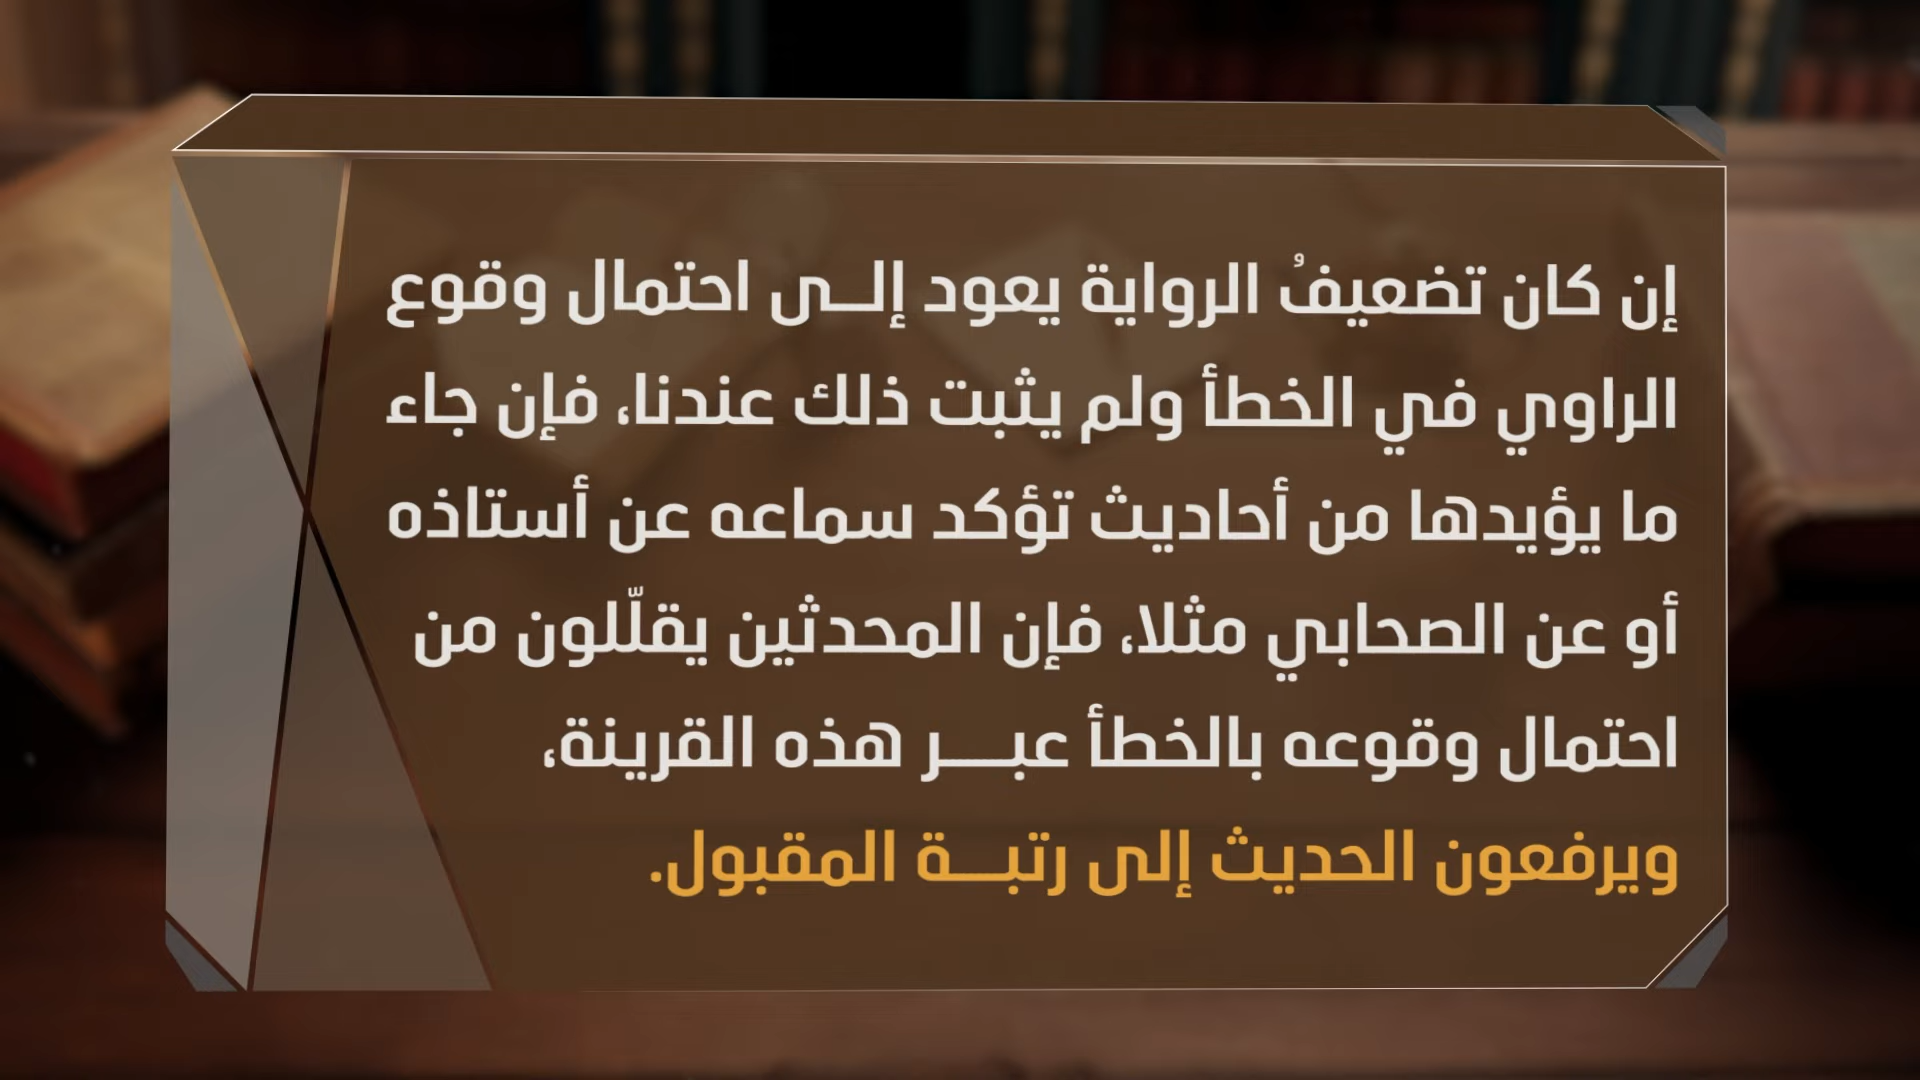 إن كان تضعيفُ الرواية يعود إلــى احتمال وقوع
الراوي في الخطأ ولم يثبت ذلك عندنا، فإن جاء
ما يؤيدها من أحاديث تؤكد سماعه عن أستاذه
أو عن الصحابي مثلا، فإن المحدثين يقلّلون من
احتمال وقوعه بالخطأ عبـــر هذه القرينة،
ويرفعون الحديث إلى رتبـــة المقبول.